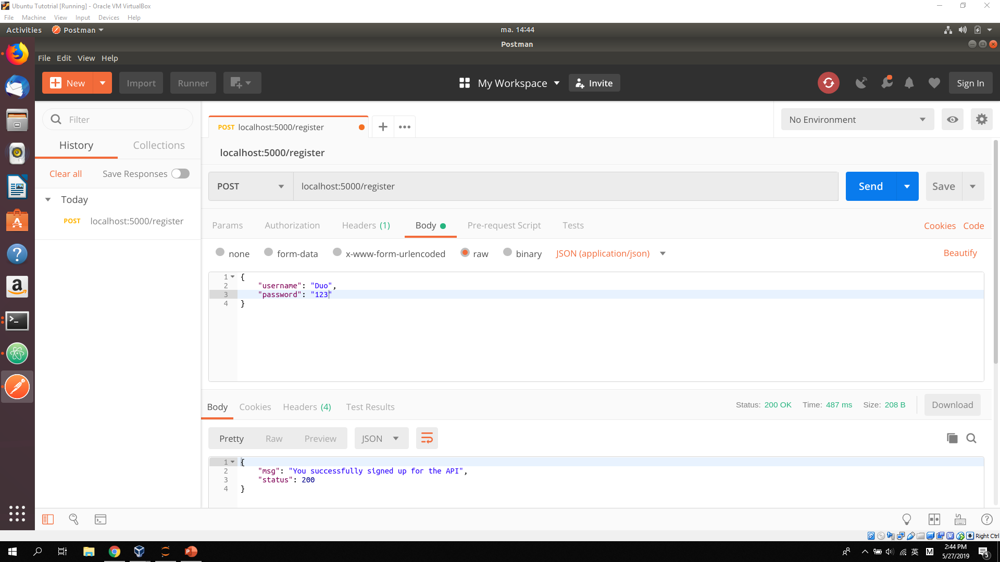 Ubuntu Tutotrial [Running] - Oracle VM VirtualBox
File Machine View Input Devices Help
Activities Postman ma. 14:44
Postman
File Edit View Help
New Import Runner My Workspace Invite Sign In
Filter
History Collections
Clear all Save Responses
Today
POST localhost:5000/register
POST localhost:5000/register
No Environment
localhost:5000/register
POST localhost:5000/register Send Save
Params Authorization Headers (1) Body Pre-request Script Tests Cookies Code
none form-data x-www-form-urlencoded raw binary JSON (application/json) Beautify
1 {
2 "username": "Duo",
3 "password": "123"
4 }
Body Cookies Headers (4) Test Results Status: 200 OK Time: 487 ms Size: 208 B Download
Pretty Raw Preview JSON
1 {
2 "msg": "You successfully signed up for the API",
3 "status": 200
4 }
Right Ctrl
英 M 2:44 PM
5/27/2019 5